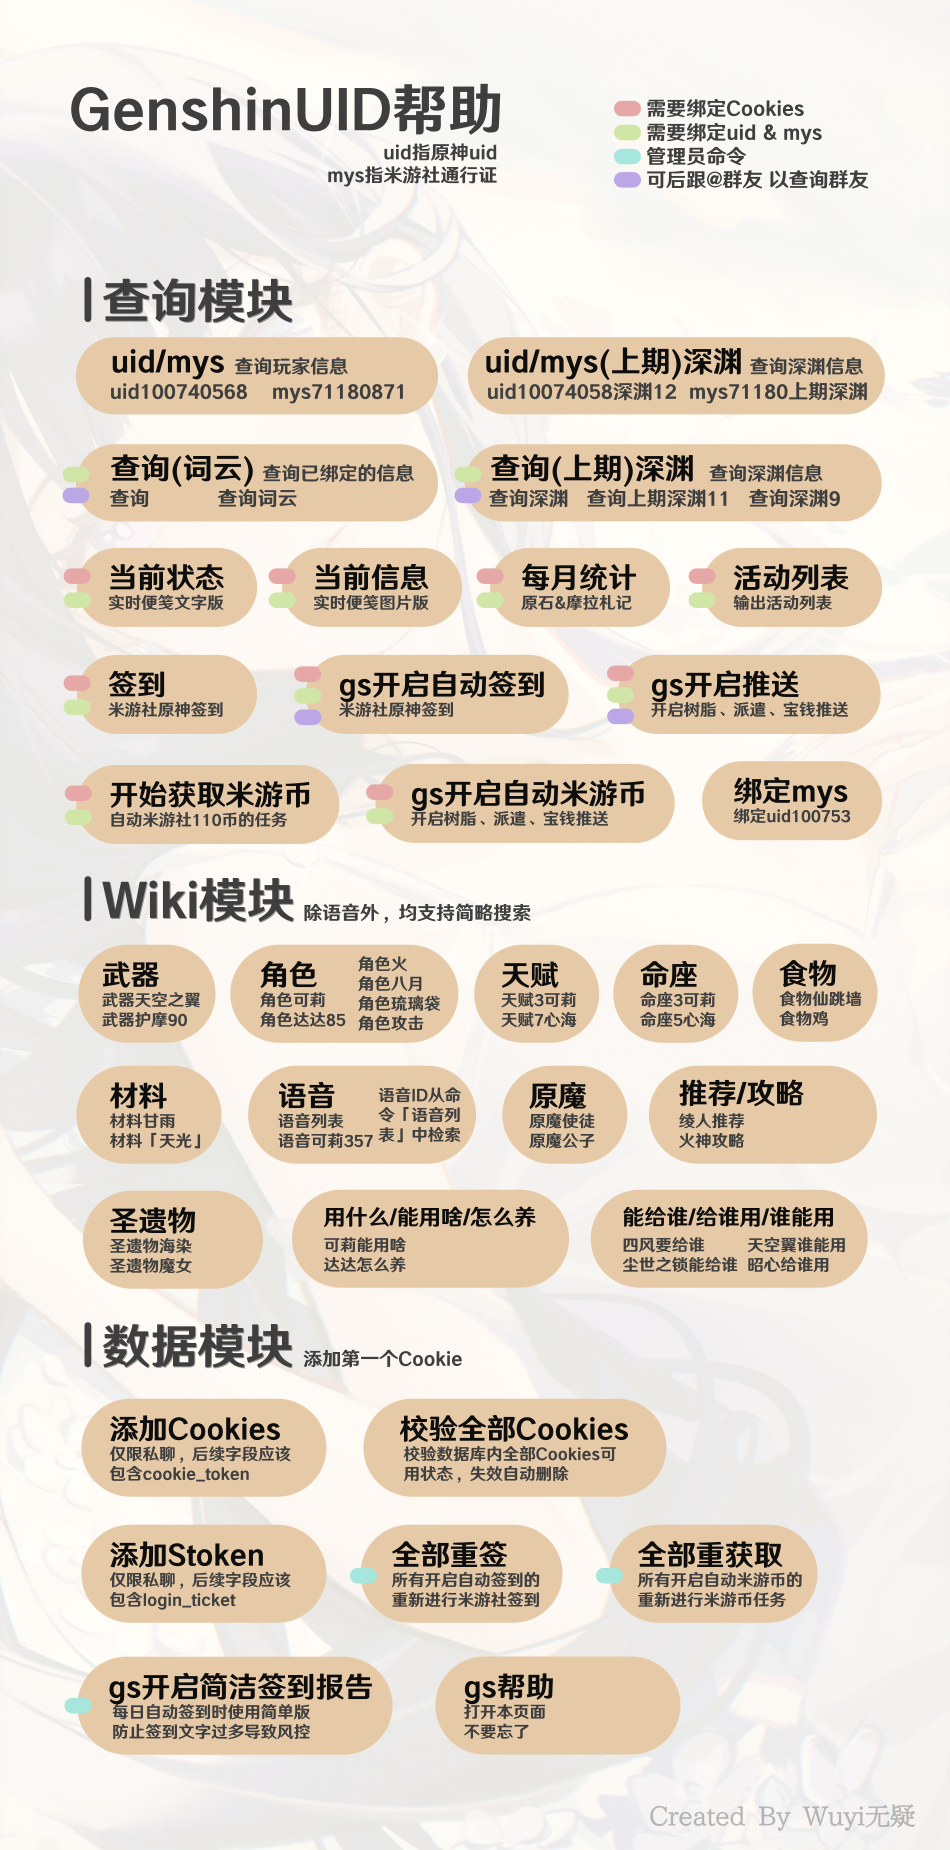 GenshinUID帮助
uid指原神uid
mys指米游社通行证
需要绑定Cookies
需要绑定uid & mys
管理员命令
可后跟@群友 以查询群友
查询模块
uid/mys 查询玩家信息
uid100740568 mys71180871
uid/mys(上期)深渊 查询深渊信息
uid10074058深渊12 mys71180上期深渊
查询(词云) 查询已绑定的信息
查询 查询词云
查询(上期)深渊 查询深渊信息
查询深渊 查询上期深渊11 查询深渊9
当前状态
实时便笺文字版
当前信息
实时便笺图片版
每月统计
原石&摩拉札记
活动列表
输出活动列表
签到
米游社原神签到
gs开启自动签到
米游社原神签到
gs开启推送
开启树脂、派遣、宝钱推送
开始获取米游币
自动米游社110币的任务
gs开启自动米游币
开启树脂、派遣、宝钱推送
绑定mys
绑定uid100753
Wiki模块 除语音外，均支持简略搜索
武器
武器天空之翼
武器护摩90
角色
角色可莉
角色达达85
角色火
角色八月
角色琉璃袋
角色攻击
天赋
天赋3可莉
天赋7心海
命座
命座3可莉
命座5心海
食物
食物仙跳墙
食物鸡
材料
材料甘雨
材料「天光」
语音
语音列表
语音可莉357
语音ID从命
令「语音列
表」中检索
原魔
原魔使徒
原魔公子
推荐/攻略
绫人推荐
火神攻略
圣遗物
圣遗物海染
圣遗物魔女
用什么/能用啥/怎么养
可莉能用啥
达达怎么养
能给谁/给谁用/谁能用
四风要给谁 天空翼谁能用
尘世之锁能给谁 昭心给谁用
数据模块 添加第一个Cookie
添加Cookies
仅限私聊，后续字段应该
包含cookie_token
校验全部Cookies
校验数据库内全部Cookies可
用状态，失效自动删除
添加Stoken
仅限私聊，后续字段应该
包含login_ticket
全部重签
所有开启自动签到的
重新进行米游社签到
全部重获取
所有开启自动米游币的
重新进行米游币任务
gs开启简洁签到报告
每日自动签到时使用简单版
防止签到文字过多导致风控
gs帮助
打开本页面
不要忘了
Created By Wuyi无疑